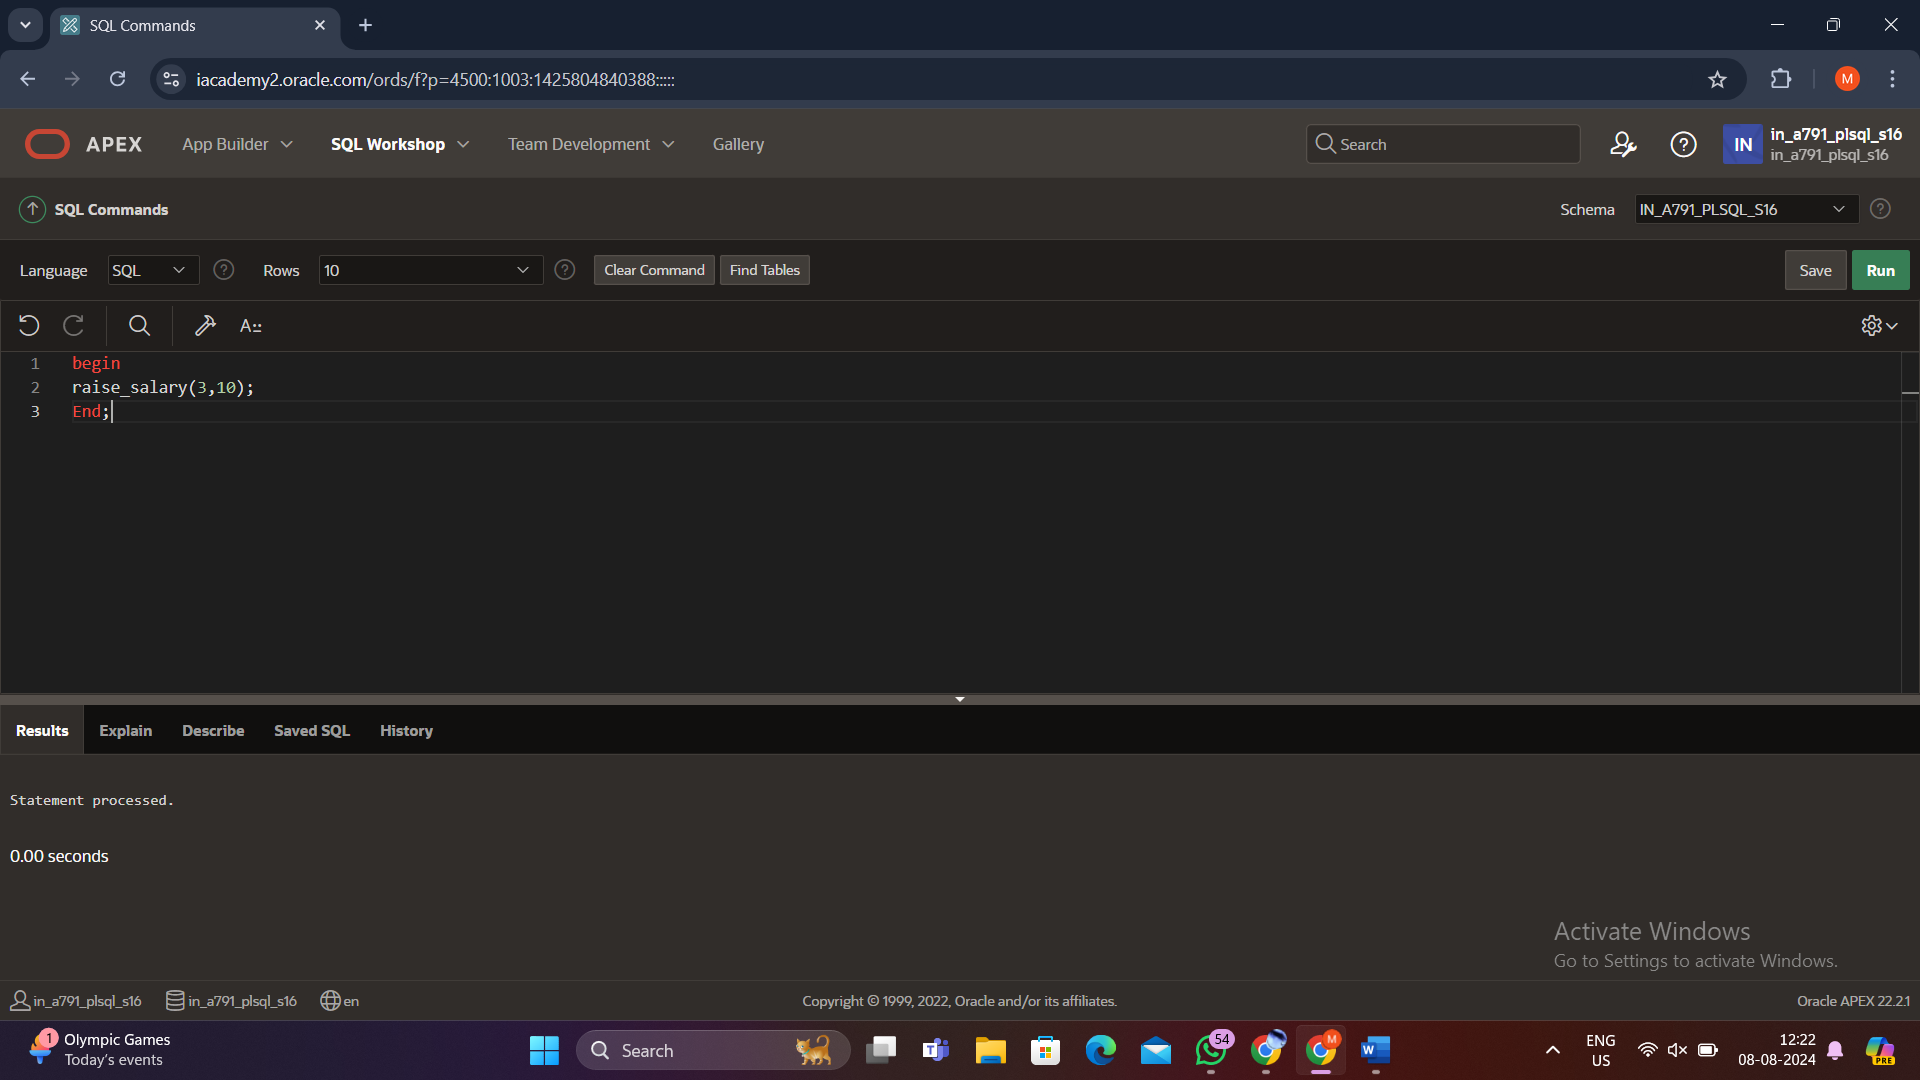 SQL Commands
iacademy2.oracle.com/ords/f?p=4500:1003:1425804840388:::::
M
APEX
App Builder
SQL Workshop
Team Development
Gallery
Search
IN
in_a791_plsql_s16
in_a791_plsql_s16
SQL Commands
Schema
IN_A791_PLSQL_S16
Language
SQL
Rows
10
Clear Command
Find Tables
Save
Run
A::
1 begin
2 raise_salary(3,10);
3 End;
Results
Explain
Describe
Saved SQL
History
Statement processed.
0.00 seconds
Activate Windows
Go to Settings to activate Windows.
in_a791_plsql_s16
in_a791_plsql_s16
en
Copyright © 1999, 2022, Oracle and/or its affiliates.
Oracle APEX 22.2.1
1
Olympic Games
Today's events
Search
54
M
W
ENG
US
12:22
08-08-2024
PRE